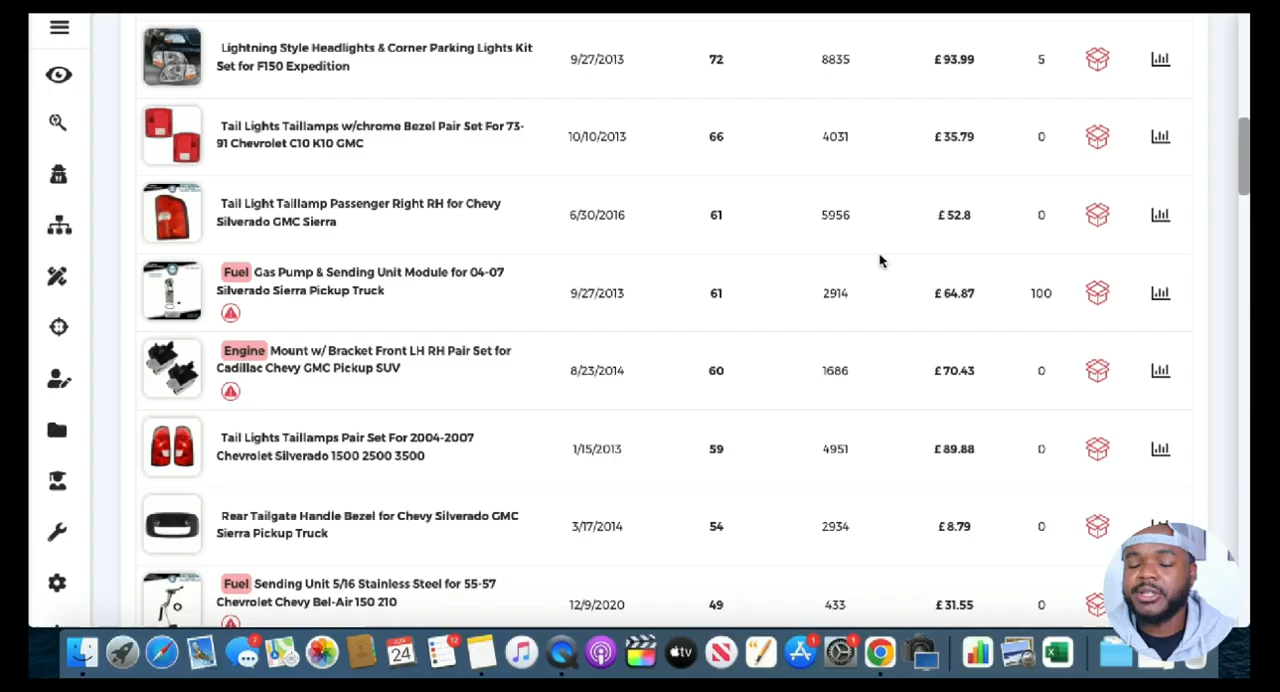 Lightning Style Headlights & Corner Parking Lights Kit
Set for F150 Expedition
9/27/2013
72
8835
£ 93.99
5
Tail Lights Taillamps w/chrome Bezel Pair Set For 73-
91 Chevrolet C10 K10 GMC
10/10/2013
66
4031
£ 35.79
0
Tail Light Taillamp Passenger Right RH for Chevy
Silverado GMC Sierra
6/30/2016
61
5956
£ 52.8
0
Fuel Gas Pump & Sending Unit Module for 04-07
Silverado Sierra Pickup Truck
9/27/2013
61
2914
£ 64.87
100
Engine Mount w/ Bracket Front LH RH Pair Set for
Cadillac Chevy GMC Pickup SUV
8/23/2014
60
1686
£ 70.43
0
Tail Lights Taillamps Pair Set For 2004-2007
Chevrolet Silverado 1500 2500 3500
1/15/2013
59
4951
£ 89.88
0
Rear Tailgate Handle Bezel for Chevy Silverado GMC
Sierra Pickup Truck
3/17/2014
54
2934
£ 8.79
0
Fuel Sending Unit 5/16 Stainless Steel for 55-57
Chevrolet Chevy Bel-Air 150 210
12/9/2020
49
433
£ 31.55
0
7
JUN
24
12
tv
1
1